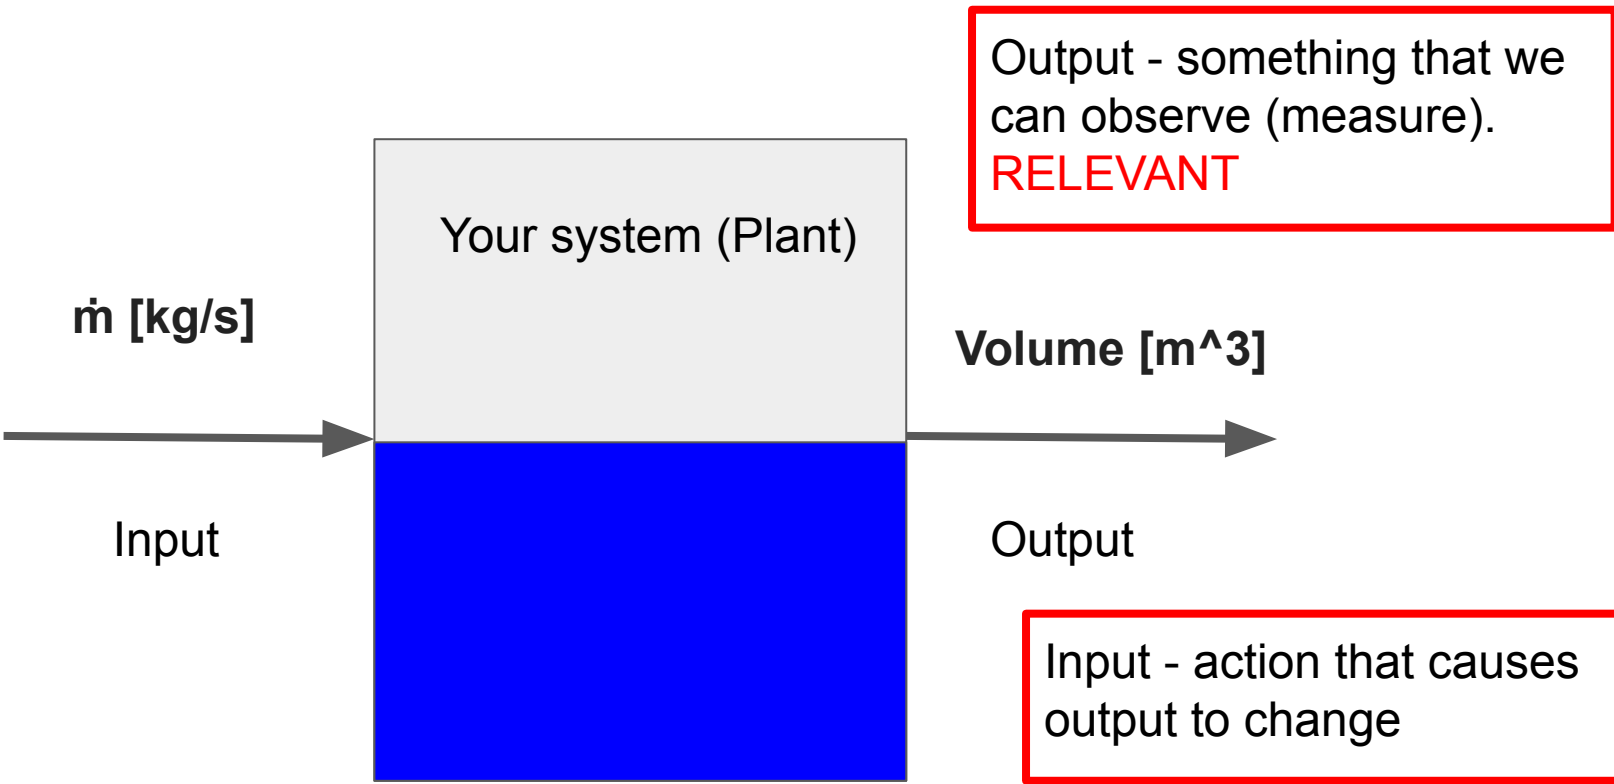 Output - something that we
can observe (measure).
RELEVANT
Your system (Plant)
ṁ [kg/s]
Volume [m^3]
Input
Output
Input - action that causes
output to change